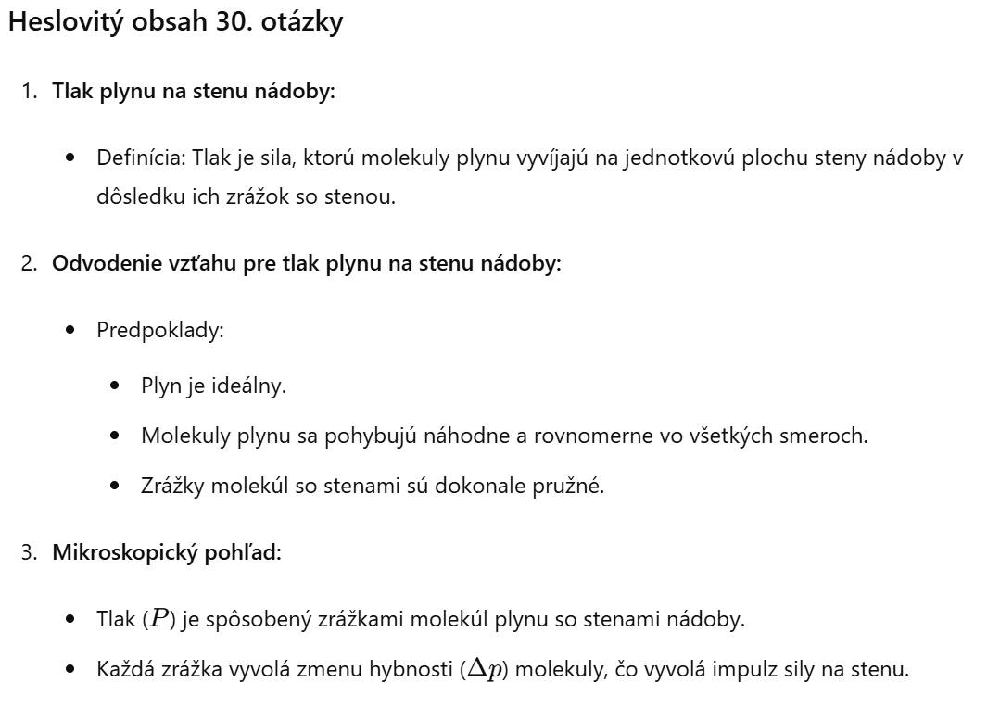 Heslovitý obsah 30. otázky
1. Tlak plynu na stenu nádoby:
• Definícia: Tlak je sila, ktorú molekuly plynu vyvíjajú na jednotkovú plochu steny nádoby v
dôsledku ich zrážok so stenou.
2. Odvodenie vzťahu pre tlak plynu na stenu nádoby:
• Predpoklady:
• Plyn je ideálny.
• Molekuly plynu sa pohybujú náhodne a rovnomerne vo všetkých smeroch.
• Zrážky molekúl so stenami sú dokonale pružné.
3. Mikroskopický pohľad:
• Tlak (P) je spôsobený zrážkami molekúl plynu so stenami nádoby.
• Každá zrážka vyvolá zmenu hybnosti (Δp) molekuly, čo vyvolá impulz sily na stenu.